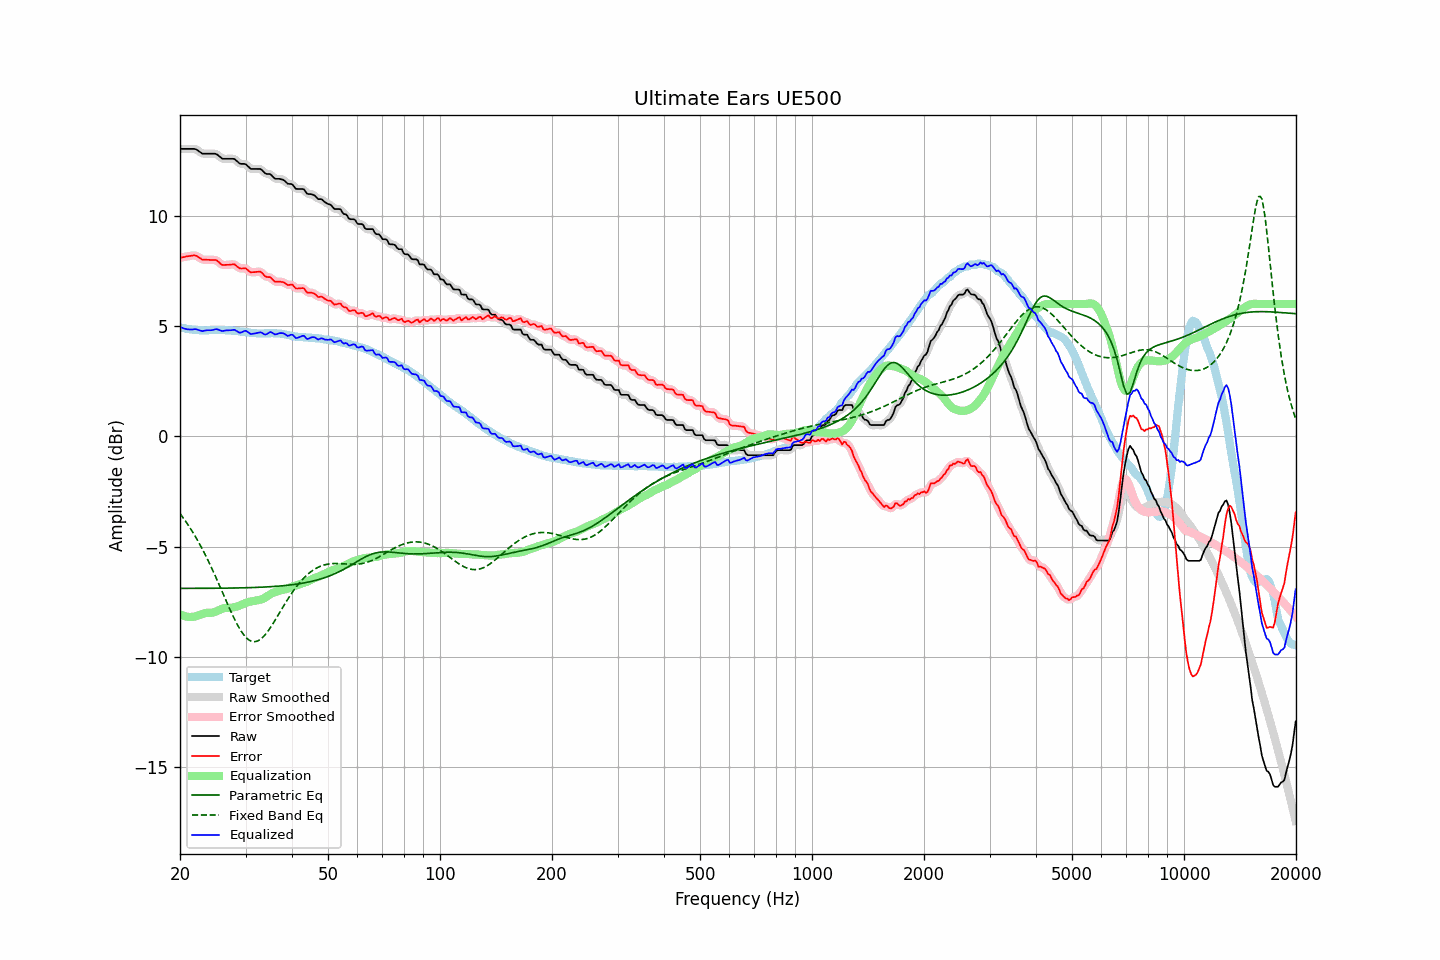 Ultimate Ears UE500
Amplitude (dBr)
10
5
0
−5
−10
−15
Target
Raw Smoothed
Error Smoothed
Raw
Error
Equalization
Parametric Eq
Fixed Band Eq
Equalized
20 50 100 200 500 1000 2000 5000 10000 20000
Frequency (Hz)